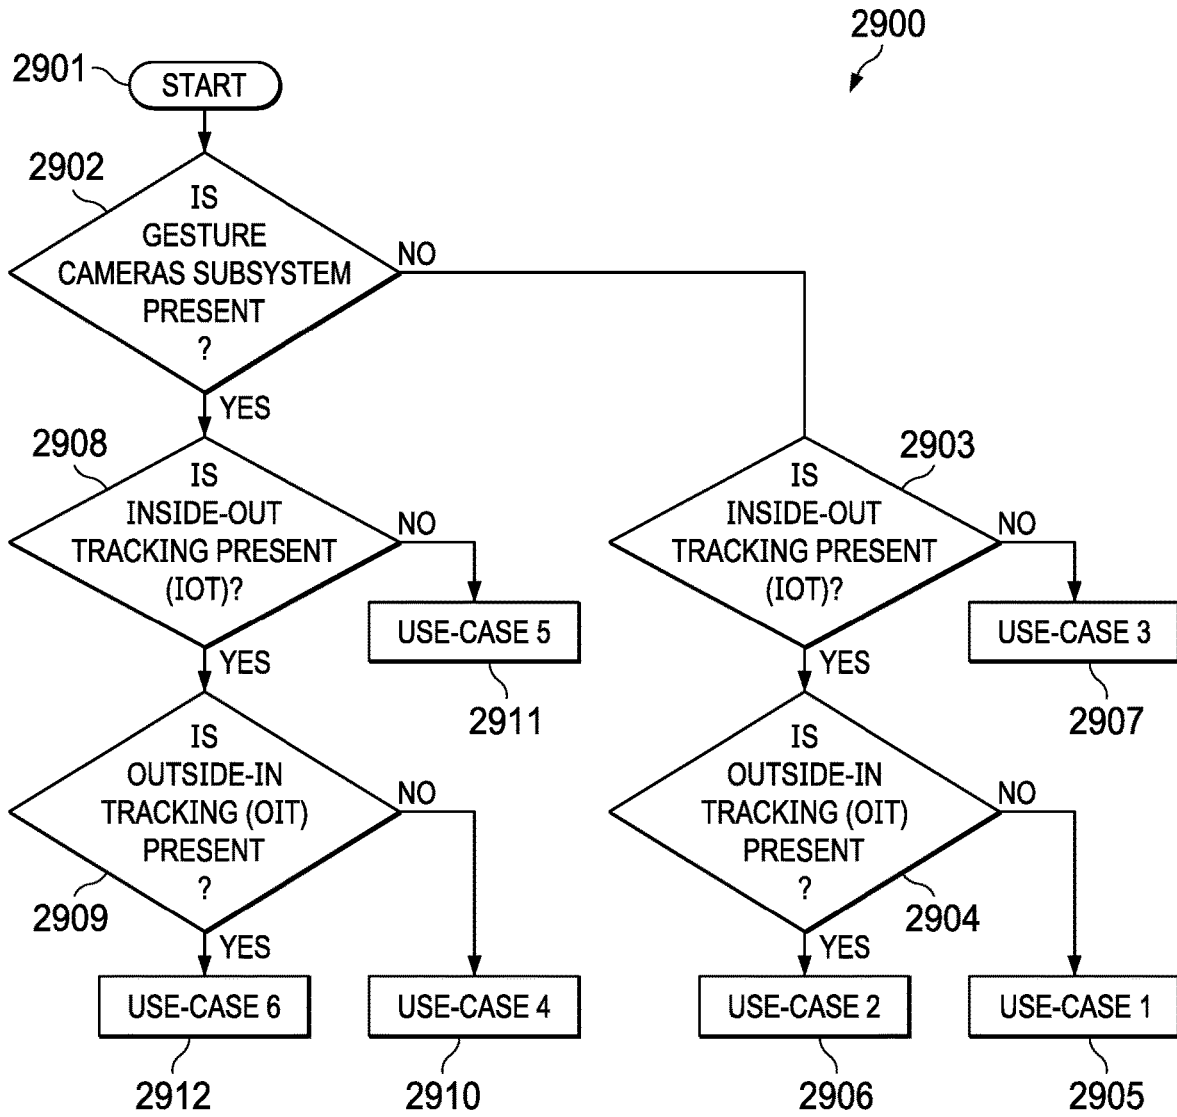 2900
2901
START
2902
IS
GESTURE
CAMERAS SUBSYSTEM
PRESENT
?
NO
YES
2908
IS
INSIDE-OUT
TRACKING PRESENT
(IOT)?
NO
YES
USE-CASE 5
2911
2903
IS
INSIDE-OUT
TRACKING PRESENT
(IOT)?
NO
YES
USE-CASE 3
2907
IS
OUTSIDE-IN
TRACKING (OIT)
PRESENT
?
2909
NO
YES
USE-CASE 6
2912
USE-CASE 4
2910
IS
OUTSIDE-IN
TRACKING (OIT)
PRESENT
?
2904
NO
YES
USE-CASE 2
2906
USE-CASE 1
2905